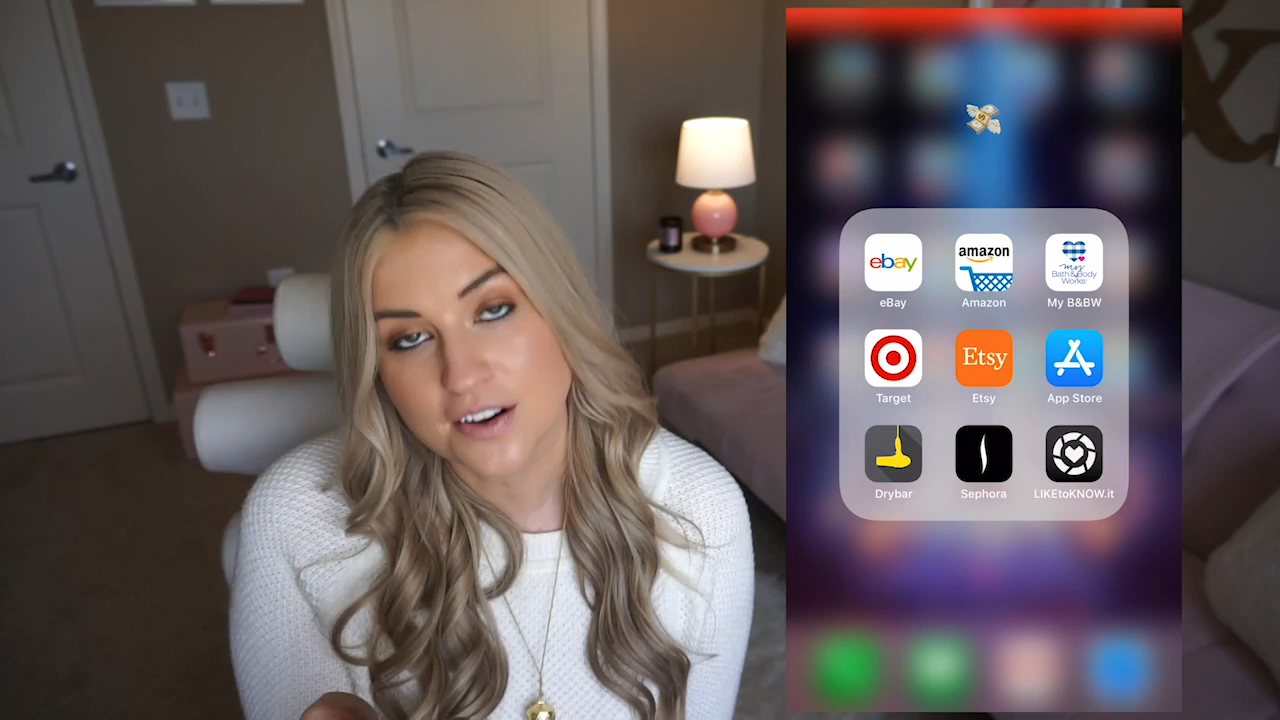 ebay
amazon
my
Bath & Body
Works
eBay
Amazon
My B&BW
Etsy
Target
Etsy
App Store
Drybar
Sephora
LIKEtoKNOW.it
&